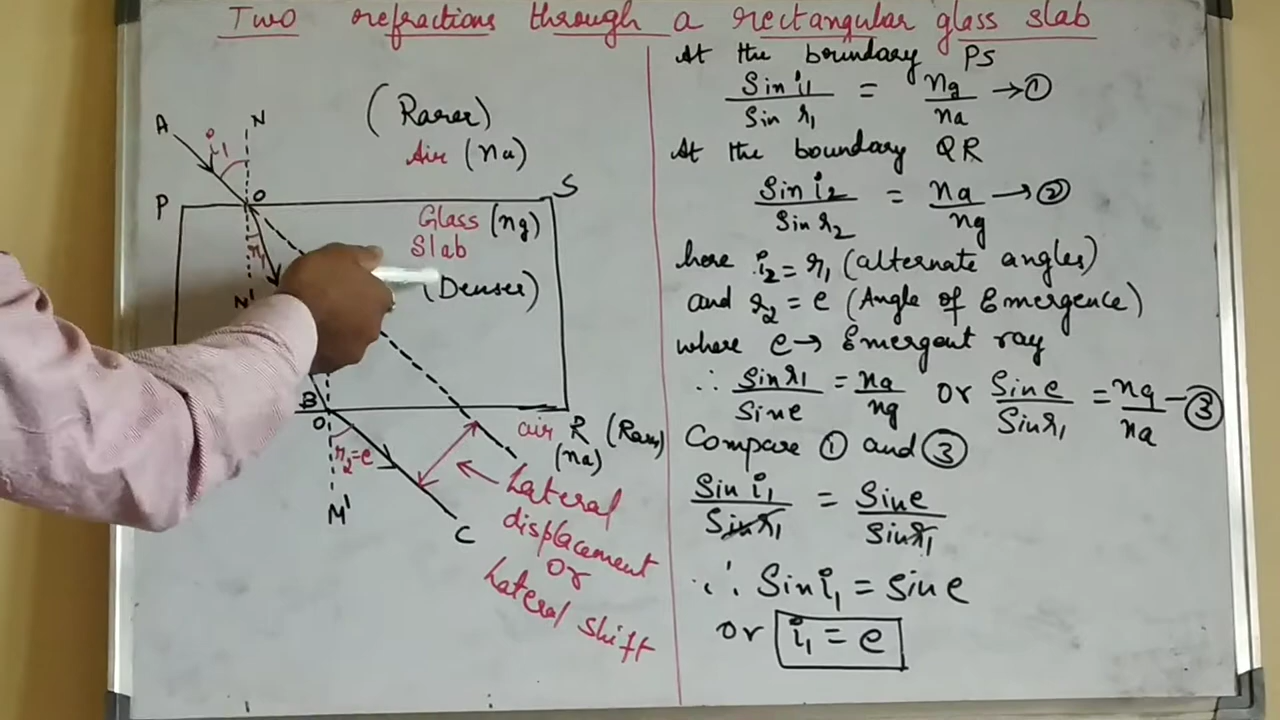 Two refractions through a rectangular glass slab
A
N
i1
(Rarer)
Air (na)
P
O
S
Glass (ng)
Slab
r1
N'
(Denser)
B
O
air R (Rarer)
(na)
r2=e
M'
C
Lateral
displacement
or
Lateral shift
At the boundary PS
Sin i1 / Sin r1 = ng / na → ①
At the boundary QR
Sin i2 / Sin r2 = na / ng → ②
here i2 = r1 (alternate angles)
and r2 = e (Angle of Emergence)
where e → Emergent ray
∴ Sin r1 / Sin e = na / ng or Sin e / Sin r1 = ng / na - ③
Compare ① and ③
Sin i1 / Sin r1 = Sin e / Sin r1
∴ Sin i1 = Sin e
or i1 = e